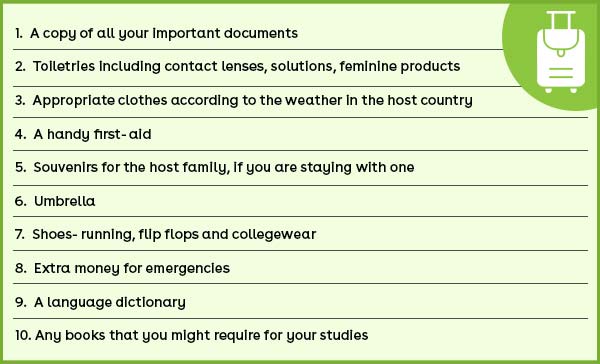 1. A copy of all your important documents
2. Toiletries including contact lenses, solutions, feminine products
3. Appropriate clothes according to the weather in the host country
4. A handy first-aid
5. Souvenirs for the host family, if you are staying with one
6. Umbrella
7. Shoes- running, flip flops and collegewear
8. Extra money for emergencies
9. A language dictionary
10. Any books that you might require for your studies